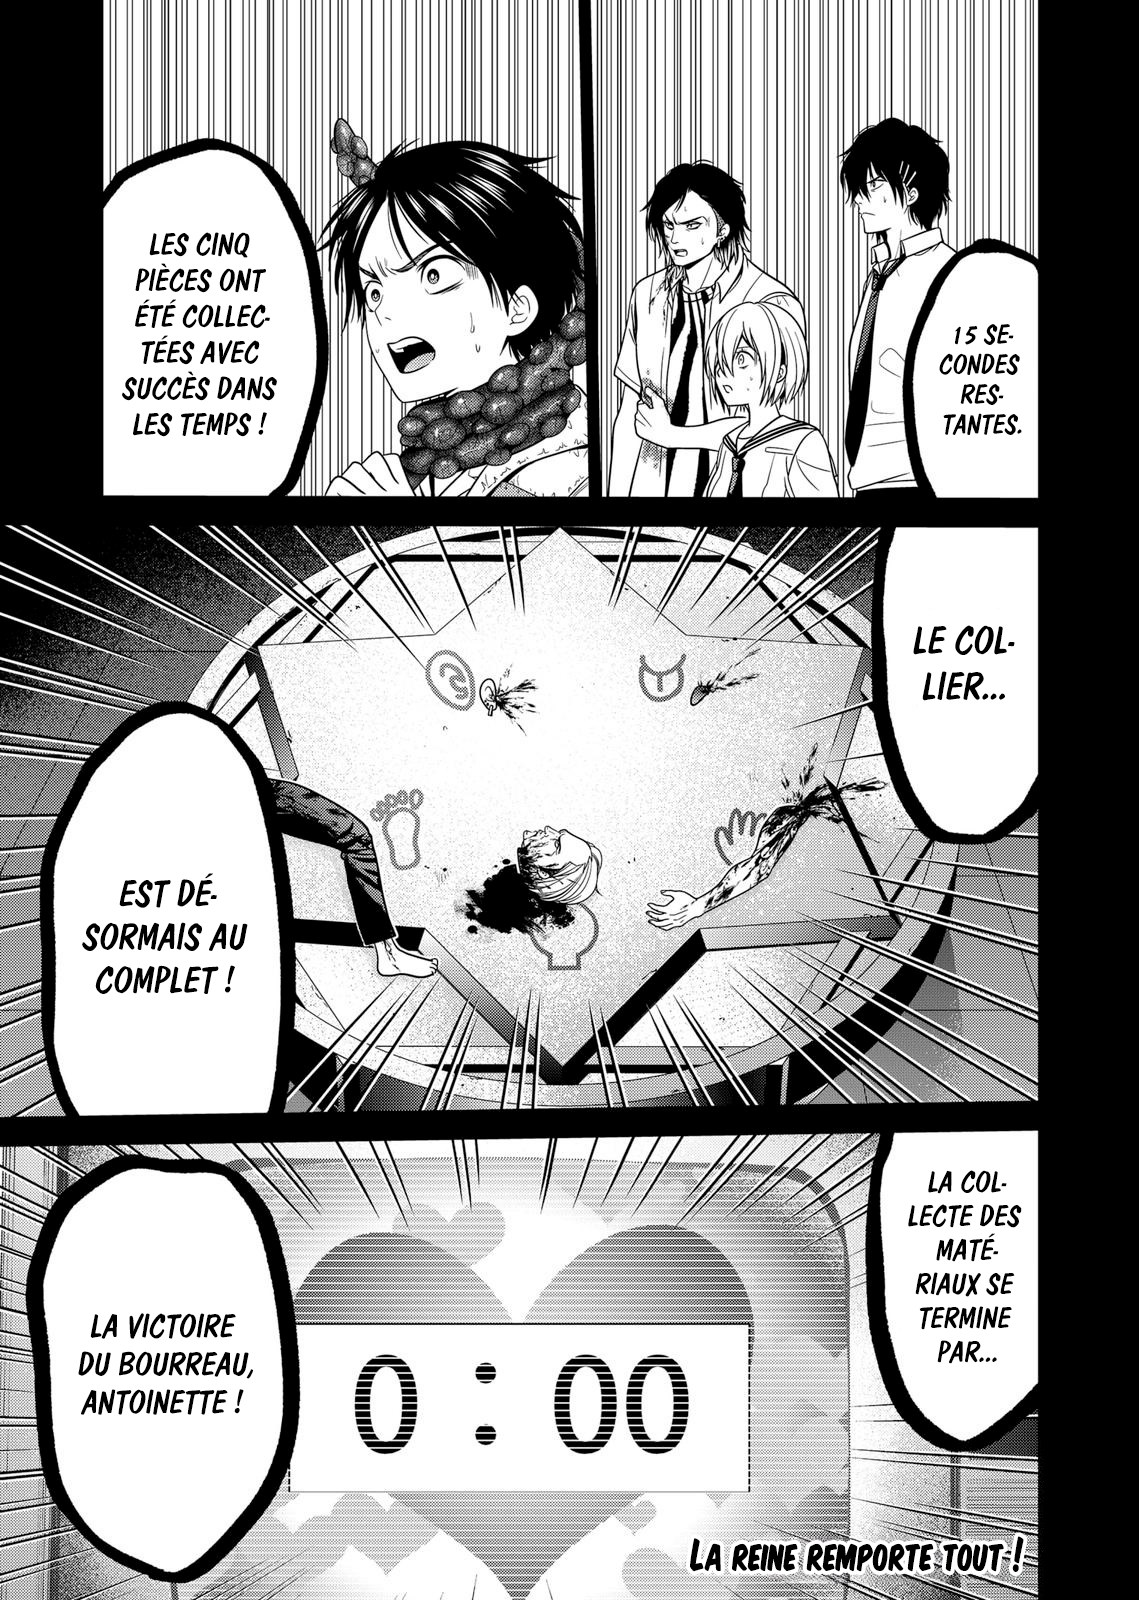 15 SE-
CONDES
RES-
TANTES.
LES CINQ
PIÈCES ONT
ÉTÉ COLLEC-
TÉES AVEC
SUCCÈS DANS
LES TEMPS !
LE COL-
LIER...
EST DÉ-
SORMAIS AU
COMPLET !
LA COL-
LECTE DES
MATÉ-
RIAUX SE
TERMINE
PAR...
LA VICTOIRE
DU BOURREAU,
ANTOINETTE !
0 : 00
LA REINE REMPORTE TOUT !